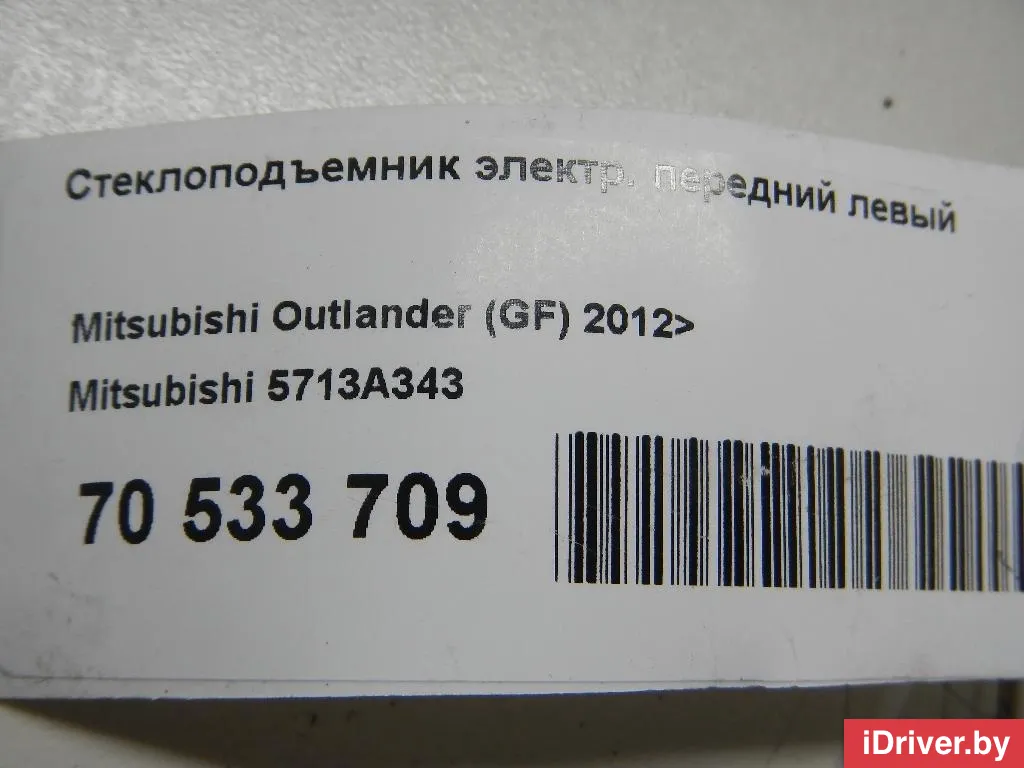 Стеклоподъемник электр. передний левый
Mitsubishi Outlander (GF) 2012>
Mitsubishi 5713A343
70 533 709
iDriver.by